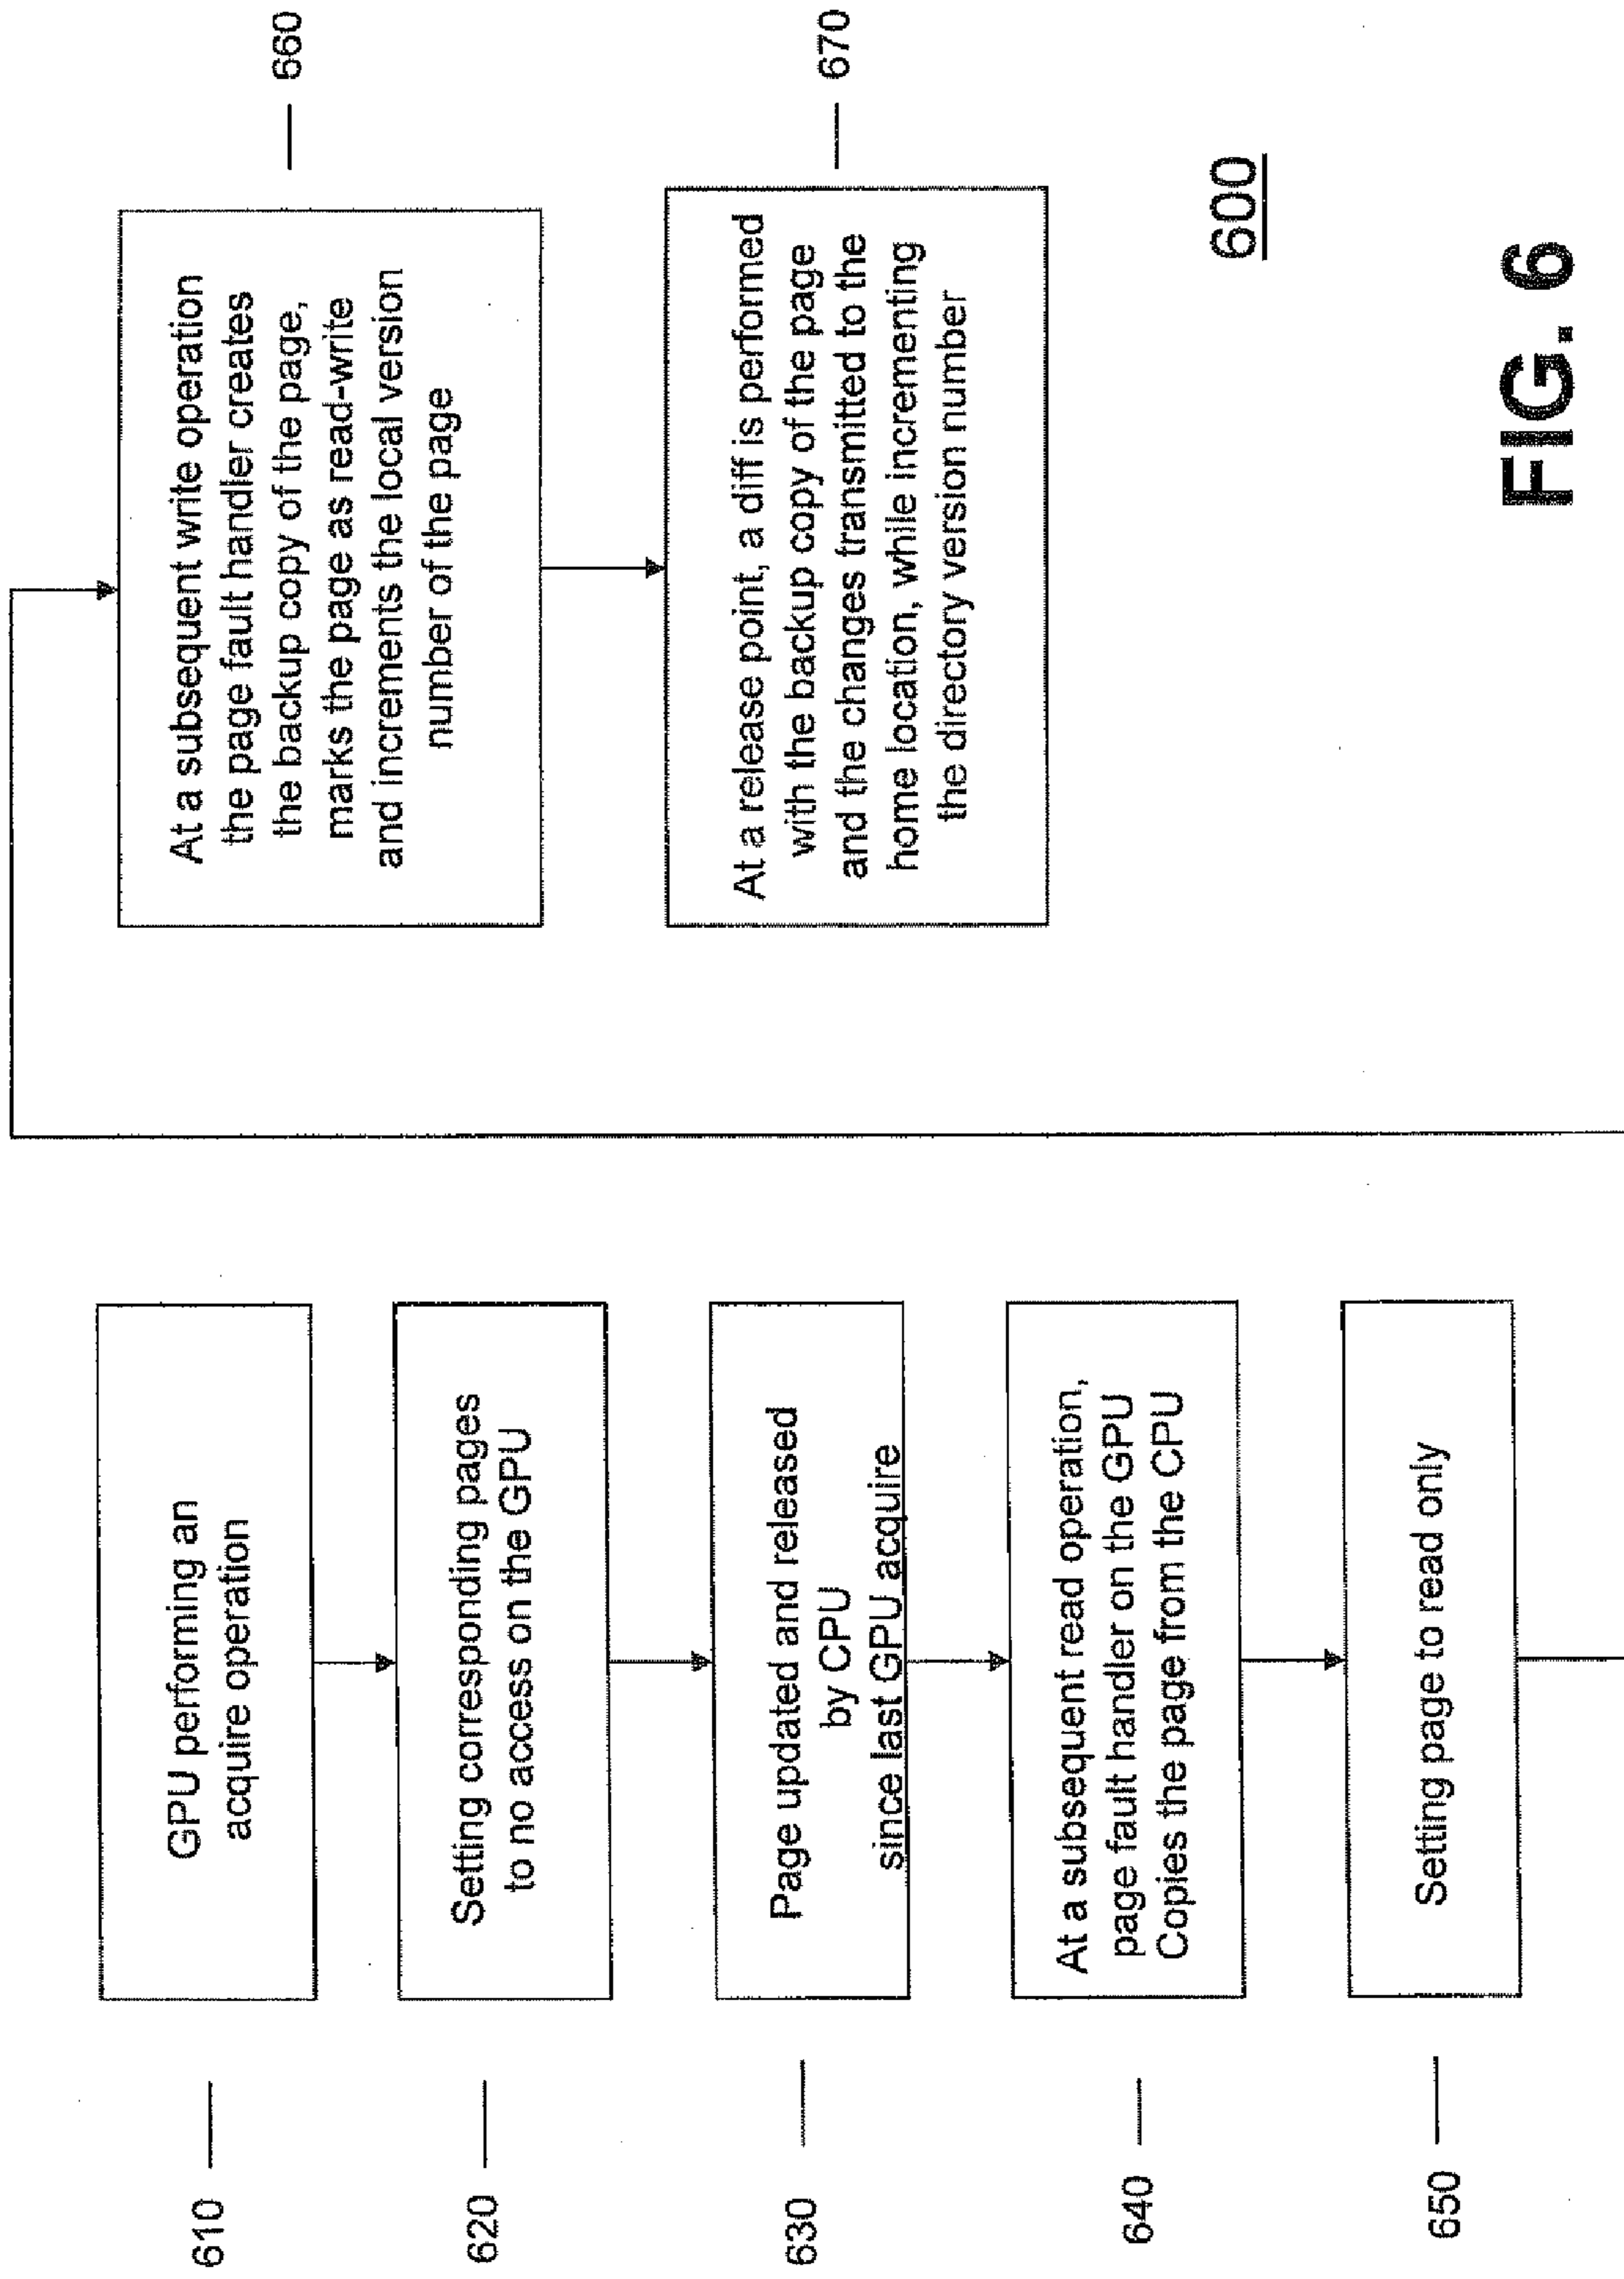 610
GPU performing an
acquire operation
620
Setting corresponding pages
to no access on the GPU
630
Page updated and released
by CPU
since last GPU acquire
640
At a subsequent read operation,
page fault handler on the GPU
Copies the page from the CPU
650
Setting page to read only
660
At a subsequent write operation
the page fault handler creates
the backup copy of the page,
marks the page as read-write
and increments the local version
number of the page
670
At a release point, a diff is performed
with the backup copy of the page
and the changes transmitted to the
home location, while incrementing
the directory version number
600
FIG. 6